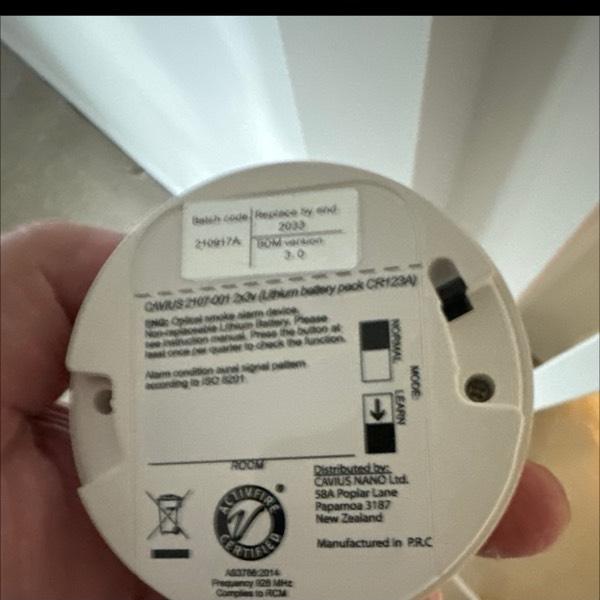 Batch code
210917A
Replace by end:
2033
BOM version
3.0
CAVIUS 2107-001 2x3v (Lithium battery pack CR123A)
ENG: Optical smoke alarm device.
Non-replaceable Lithium Battery. Please
see instruction manual. Press the button at
least once per quarter to check the function.
Alarm condition aural signal pattern
according to ISO 8201.
NORMAL
MODE:
LEARN
ROOM
Distributed by:
CAVIUS NANO Ltd.
58A Poplar Lane
Papamoa 3187
New Zealand
Manufactured in P.R.C
ACTIVFIRE
®
CERTIFIED
AS3786:2014
Frequency 926 MHz
Complies to RCM